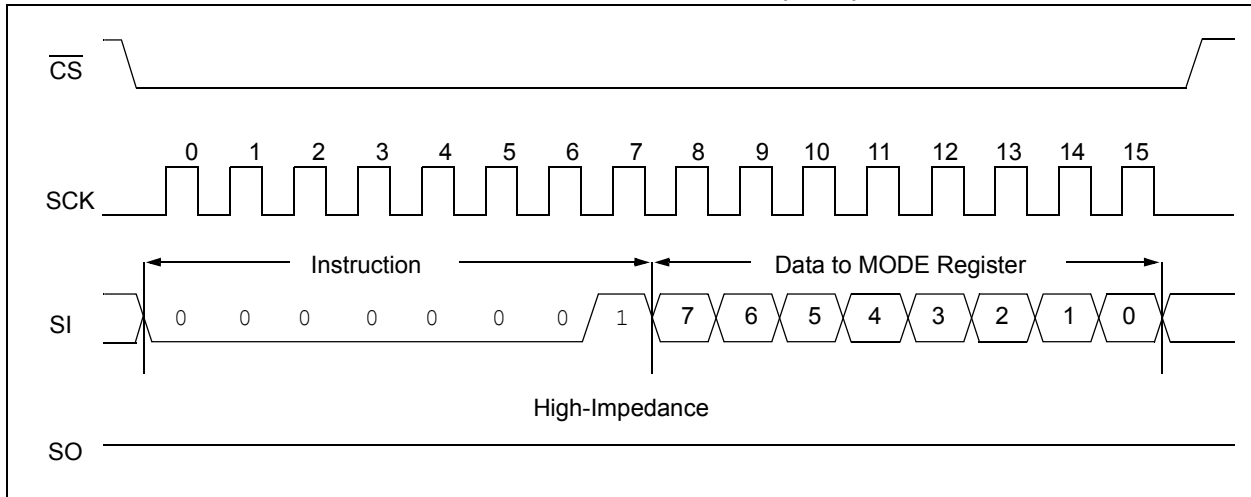 CS
0 1 2 3 4 5 6 7 8 9 10 11 12 13 14 15
SCK
Instruction Data to MODE Register
SI 0 0 0 0 0 0 0 1 7 6 5 4 3 2 1 0
High-Impedance
SO